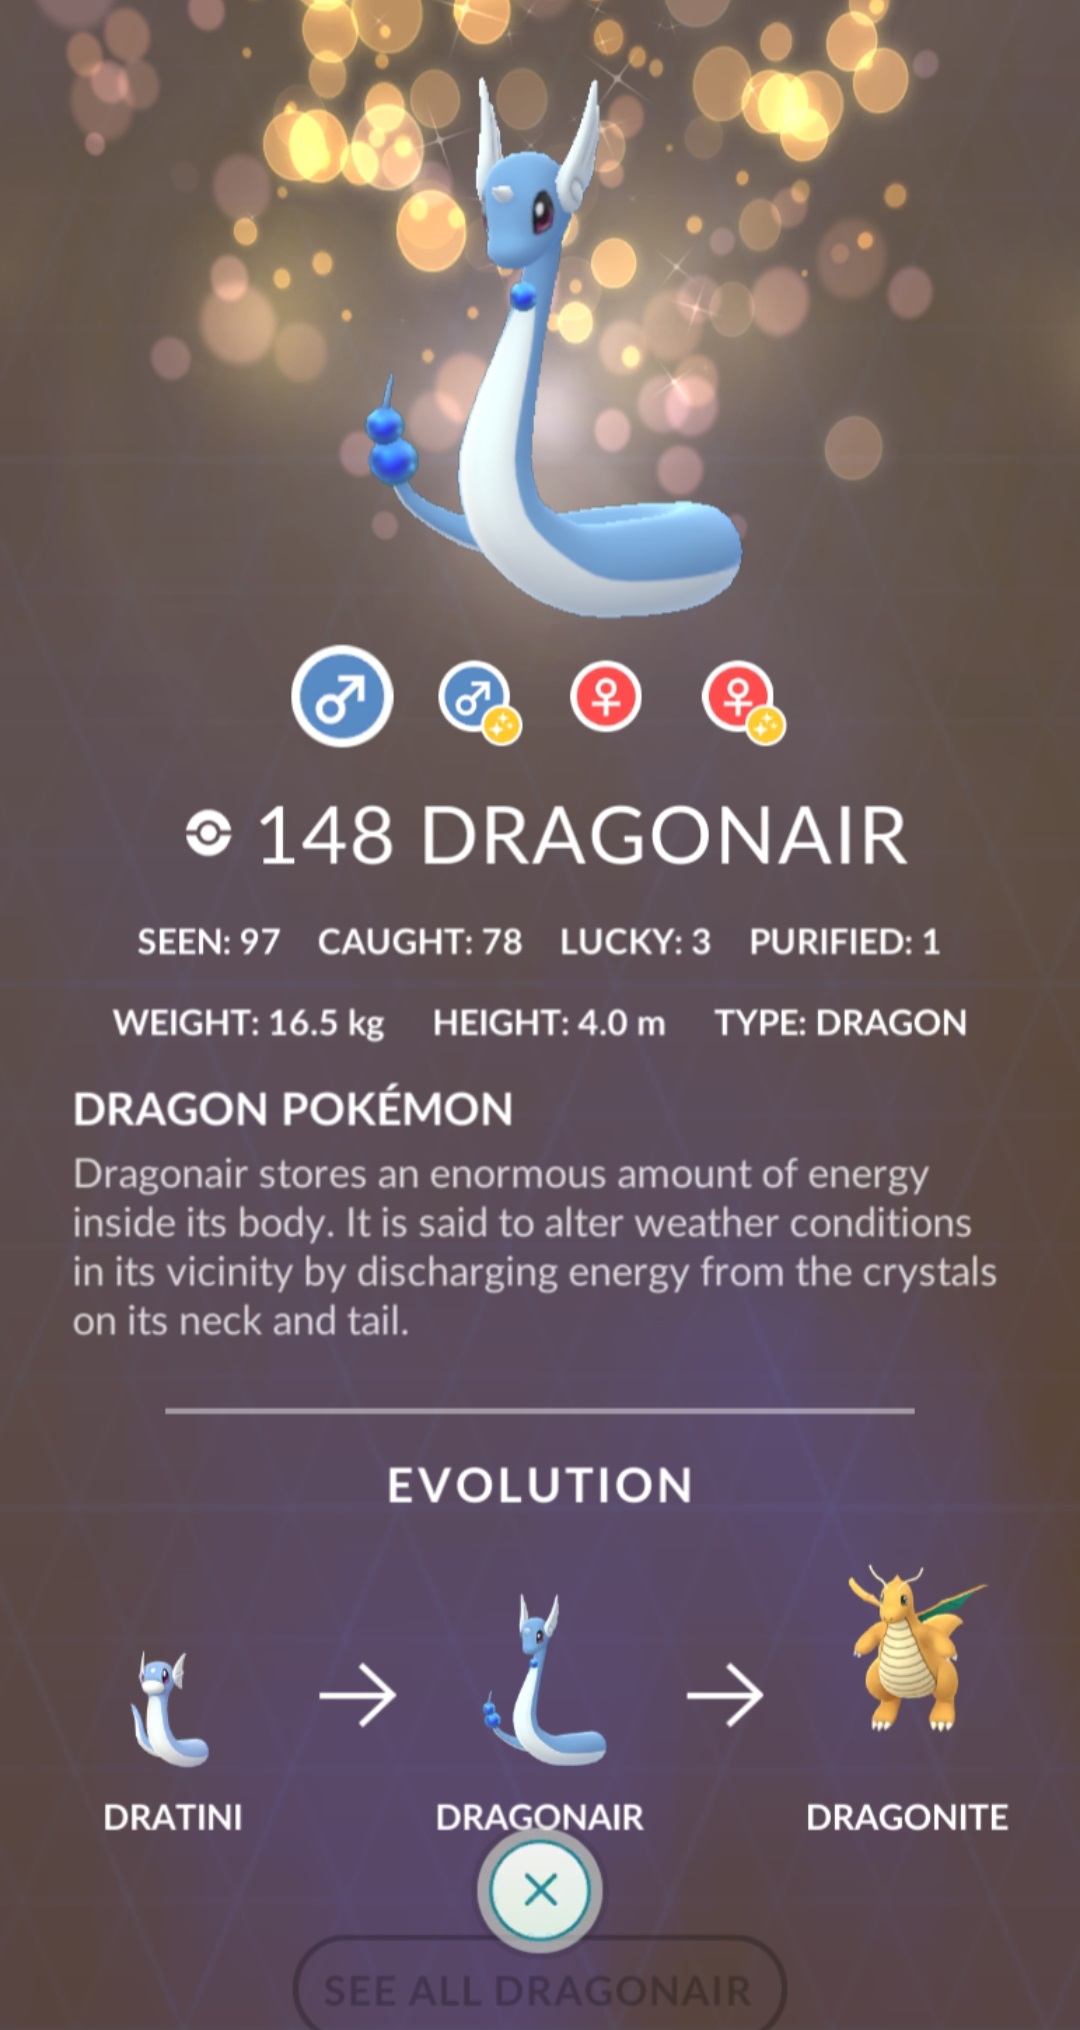 148 DRAGONAIR
SEEN: 97 CAUGHT: 78 LUCKY: 3 PURIFIED: 1
WEIGHT: 16.5 kg HEIGHT: 4.0 m TYPE: DRAGON
DRAGON POKÉMON
Dragonair stores an enormous amount of energy
inside its body. It is said to alter weather conditions
in its vicinity by discharging energy from the crystals
on its neck and tail.
EVOLUTION
DRATINI DRAGONAIR DRAGONITE
SEE ALL DRAGONAIR